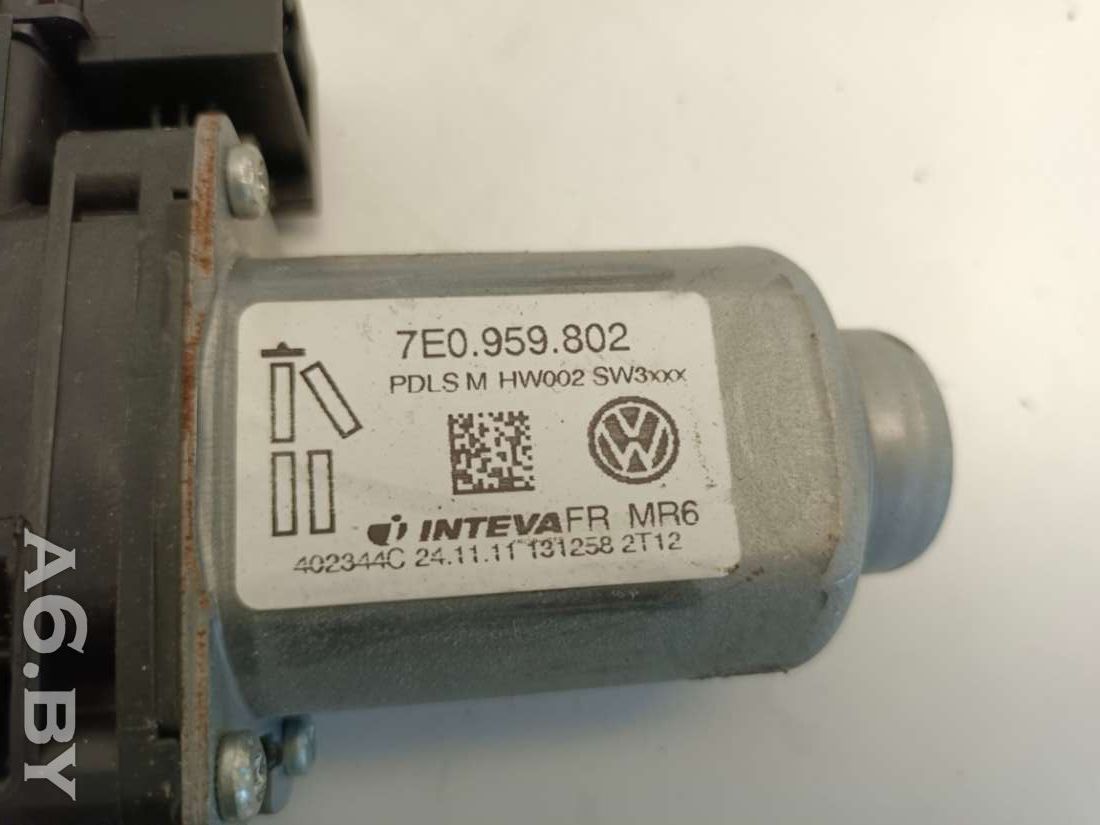 7E0.959.802
PDLS M HW002 SW3xxx
INTEVA FR MR6
402344C 24.11.11 131258 2T12
A6.BY